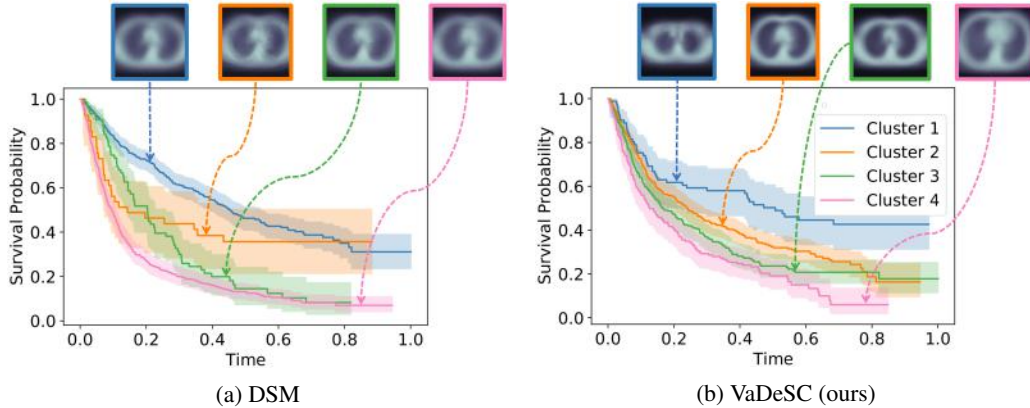 1.0
0.8
0.6
0.4
0.2
0.0
Survival Probability
0.0 0.2 0.4 0.6 0.8 1.0
Time
(a) DSM
1.0
0.8
0.6
0.4
0.2
0.0
Survival Probability
Cluster 1
Cluster 2
Cluster 3
Cluster 4
0.0 0.2 0.4 0.6 0.8 1.0
Time
(b) VaDeSC (ours)